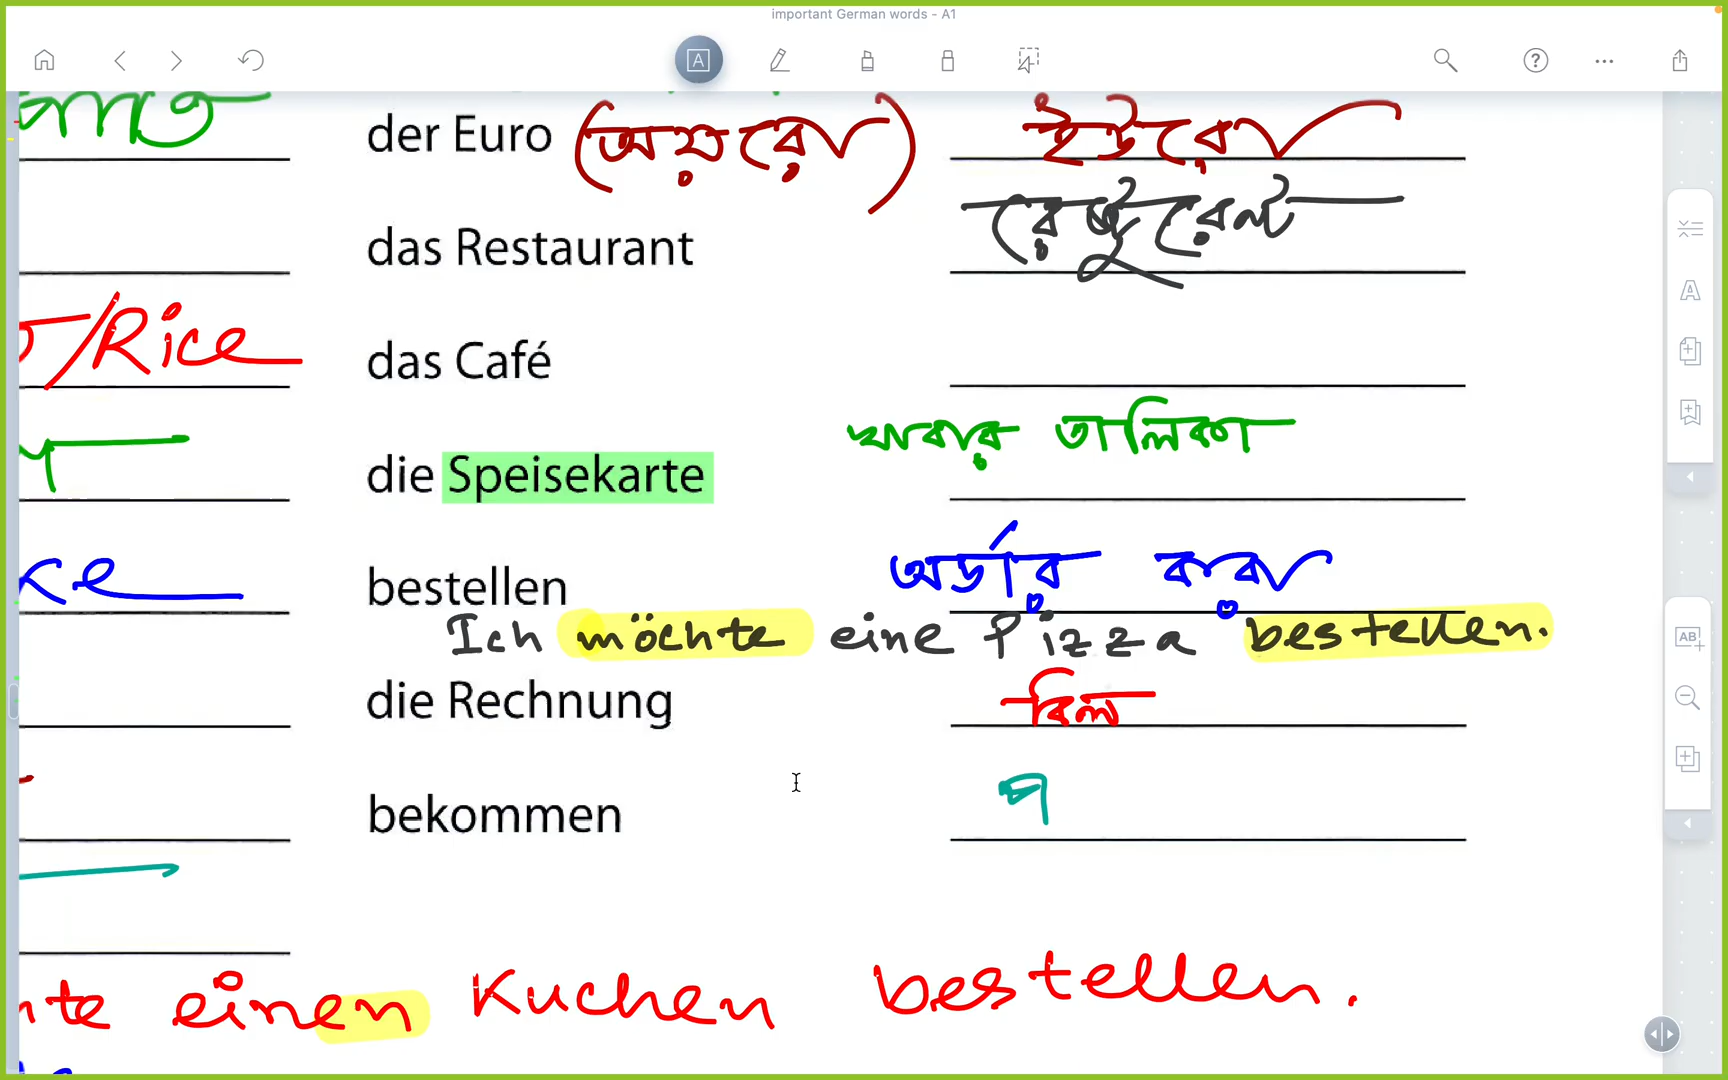 important German words - A1
der Euro (অয়রো) ইউরো
das Restaurant রেষ্টুরেন্ট
/Rice
das Café
die Speisekarte খাবার তালিকা
bestellen অর্ডার করা
Ich möchte eine Pizza bestellen.
die Rechnung বিল
bekommen প
einen Kuchen bestellen.